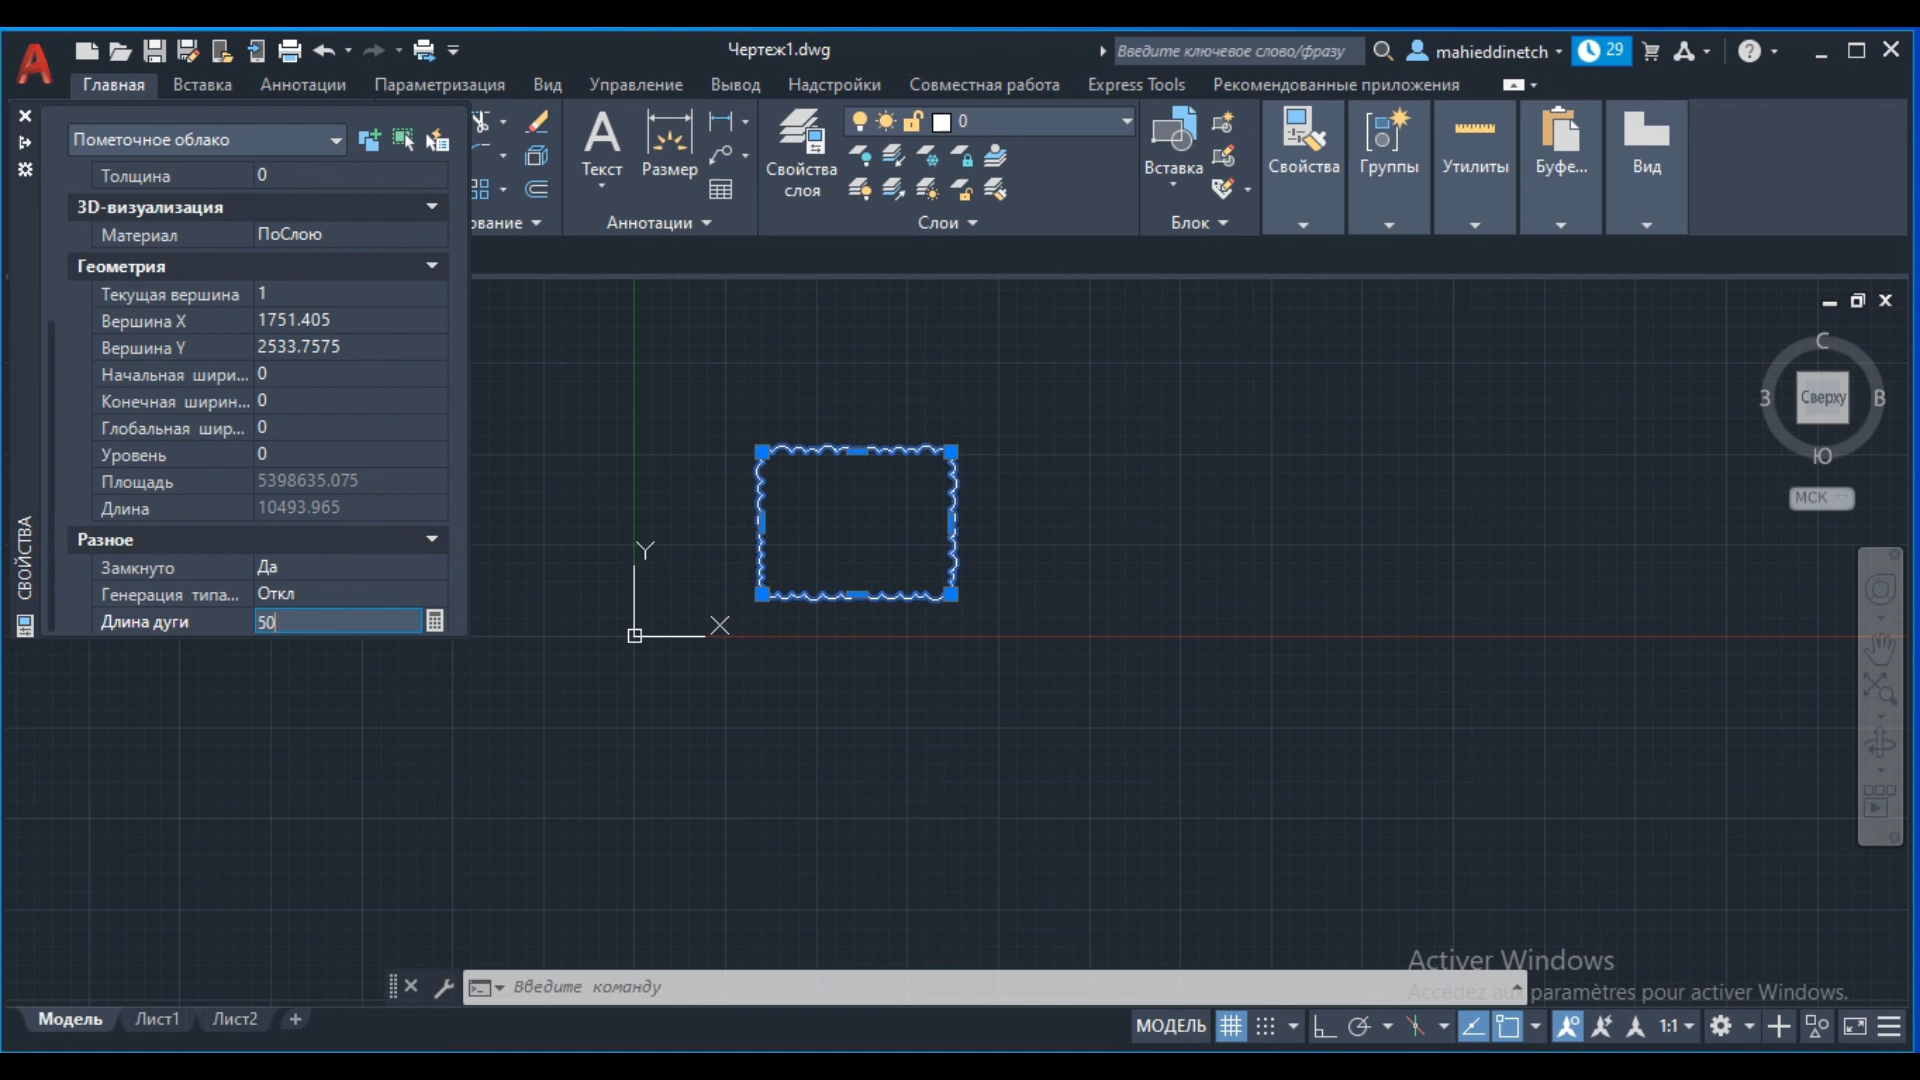 Чертеж1.dwg
Введите ключевое слово/фразу
mahieddinetch
29
Главная
Вставка
Аннотации
Параметризация
Вид
Управление
Вывод
Надстройки
Совместная работа
Express Tools
Рекомендованные приложения
Пометочное облако
Толщина 0
3D-визуализация
Материал ПоСлою
Геометрия
Текущая вершина 1
Вершина X 1751.405
Вершина Y 2533.7575
Начальная шири... 0
Конечная ширин... 0
Глобальная шир... 0
Уровень 0
Площадь 5398635.075
Длина 10493.965
Разное
Замкнуто Да
Генерация типа... Откл
Длина дуги 50
СВОЙСТВА
ование
Текст
Размер
Аннотации
Свойства
слоя
0
Слои
Вставка
Блок
Свойства
Группы
Утилиты
Буфе...
Вид
С
З
Сверху
В
Ю
МСК
Y
X
Activer Windows
Accédez aux paramètres pour activer Windows.
Введите команду
Модель
Лист1
Лист2
+
МОДЕЛЬ
1:1